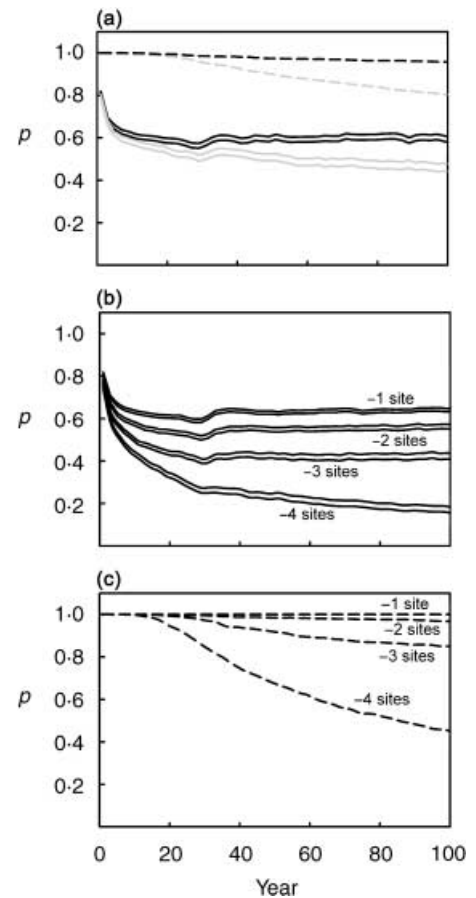 (a)
1·0
0·8
p
0·6
0·4
0·2
(b)
1·0
0·8
–1 site
p
0·6
–2 sites
0·4
–3 sites
0·2
–4 sites
(c)
1·0
–1 site
–2 sites
0·8
–3 sites
p
0·6
–4 sites
0·4
0·2
0 20 40 60 80 100
Year